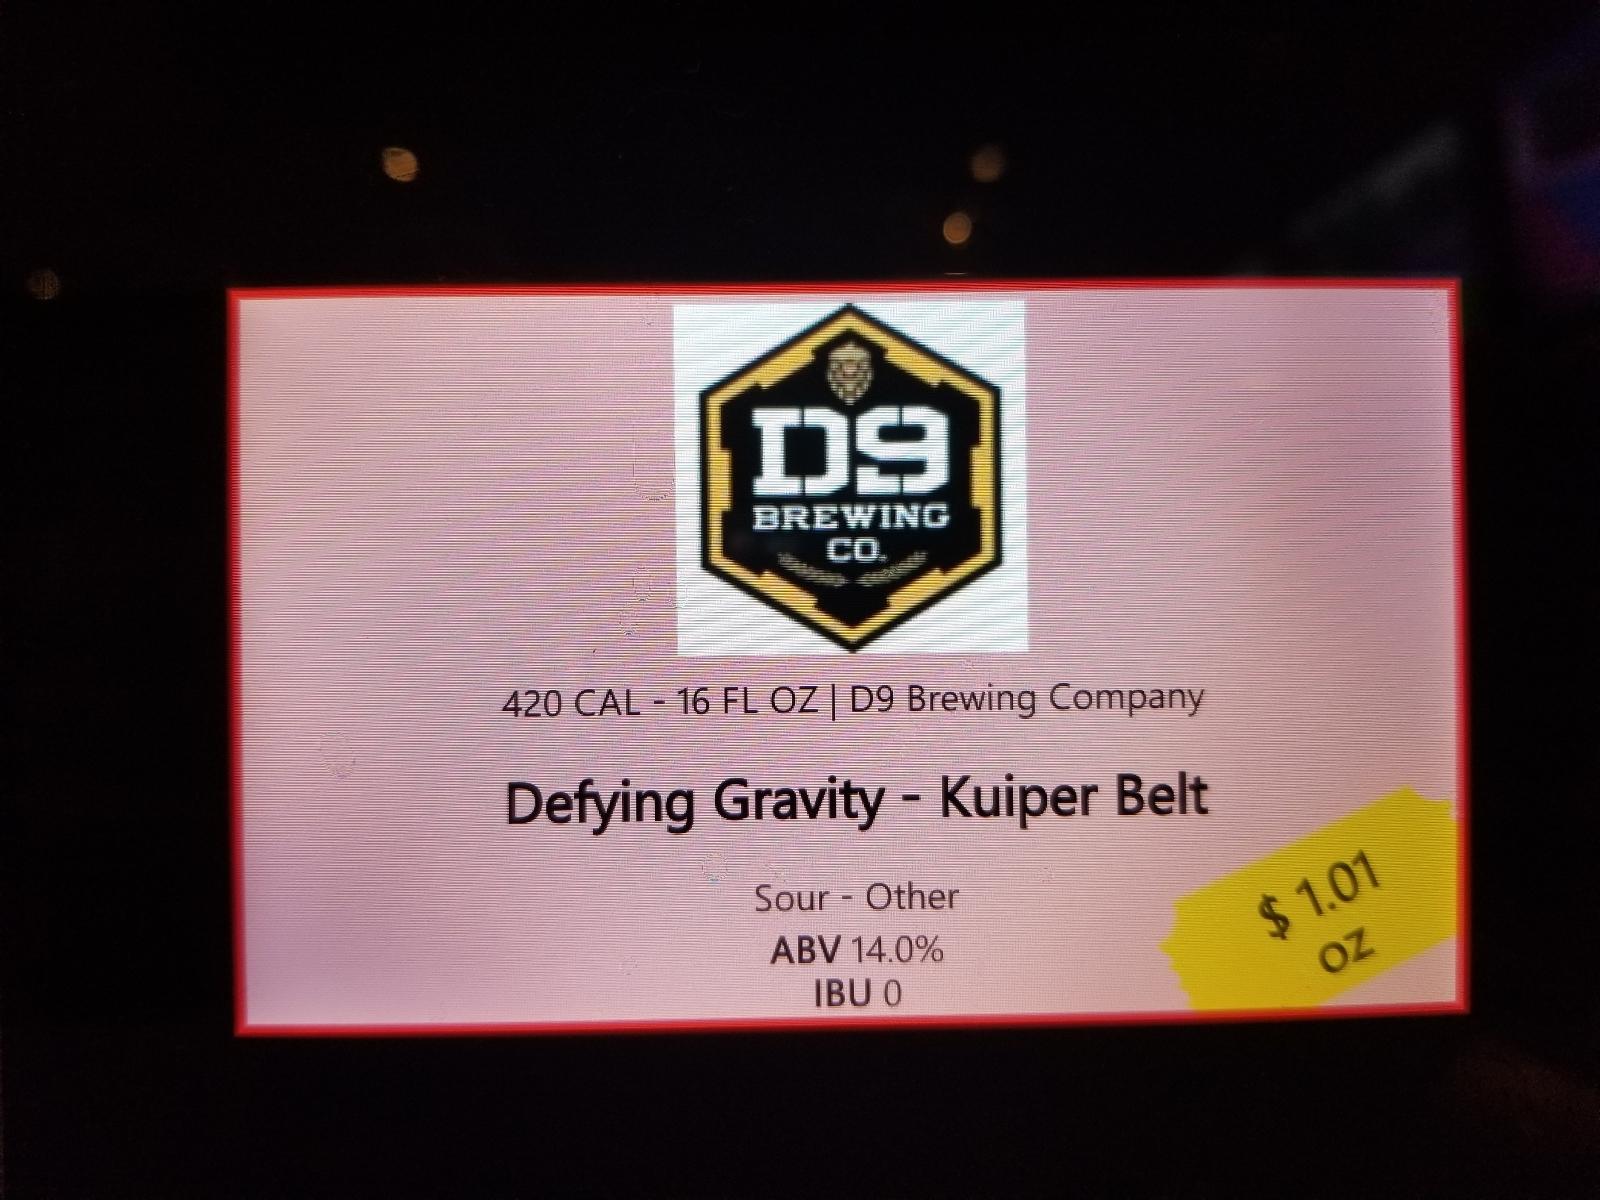 D9
BREWING
CO.
420 CAL - 16 FL OZ | D9 Brewing Company
Defying Gravity - Kuiper Belt
Sour - Other
ABV 14.0%
IBU 0
$ 1.01
OZ